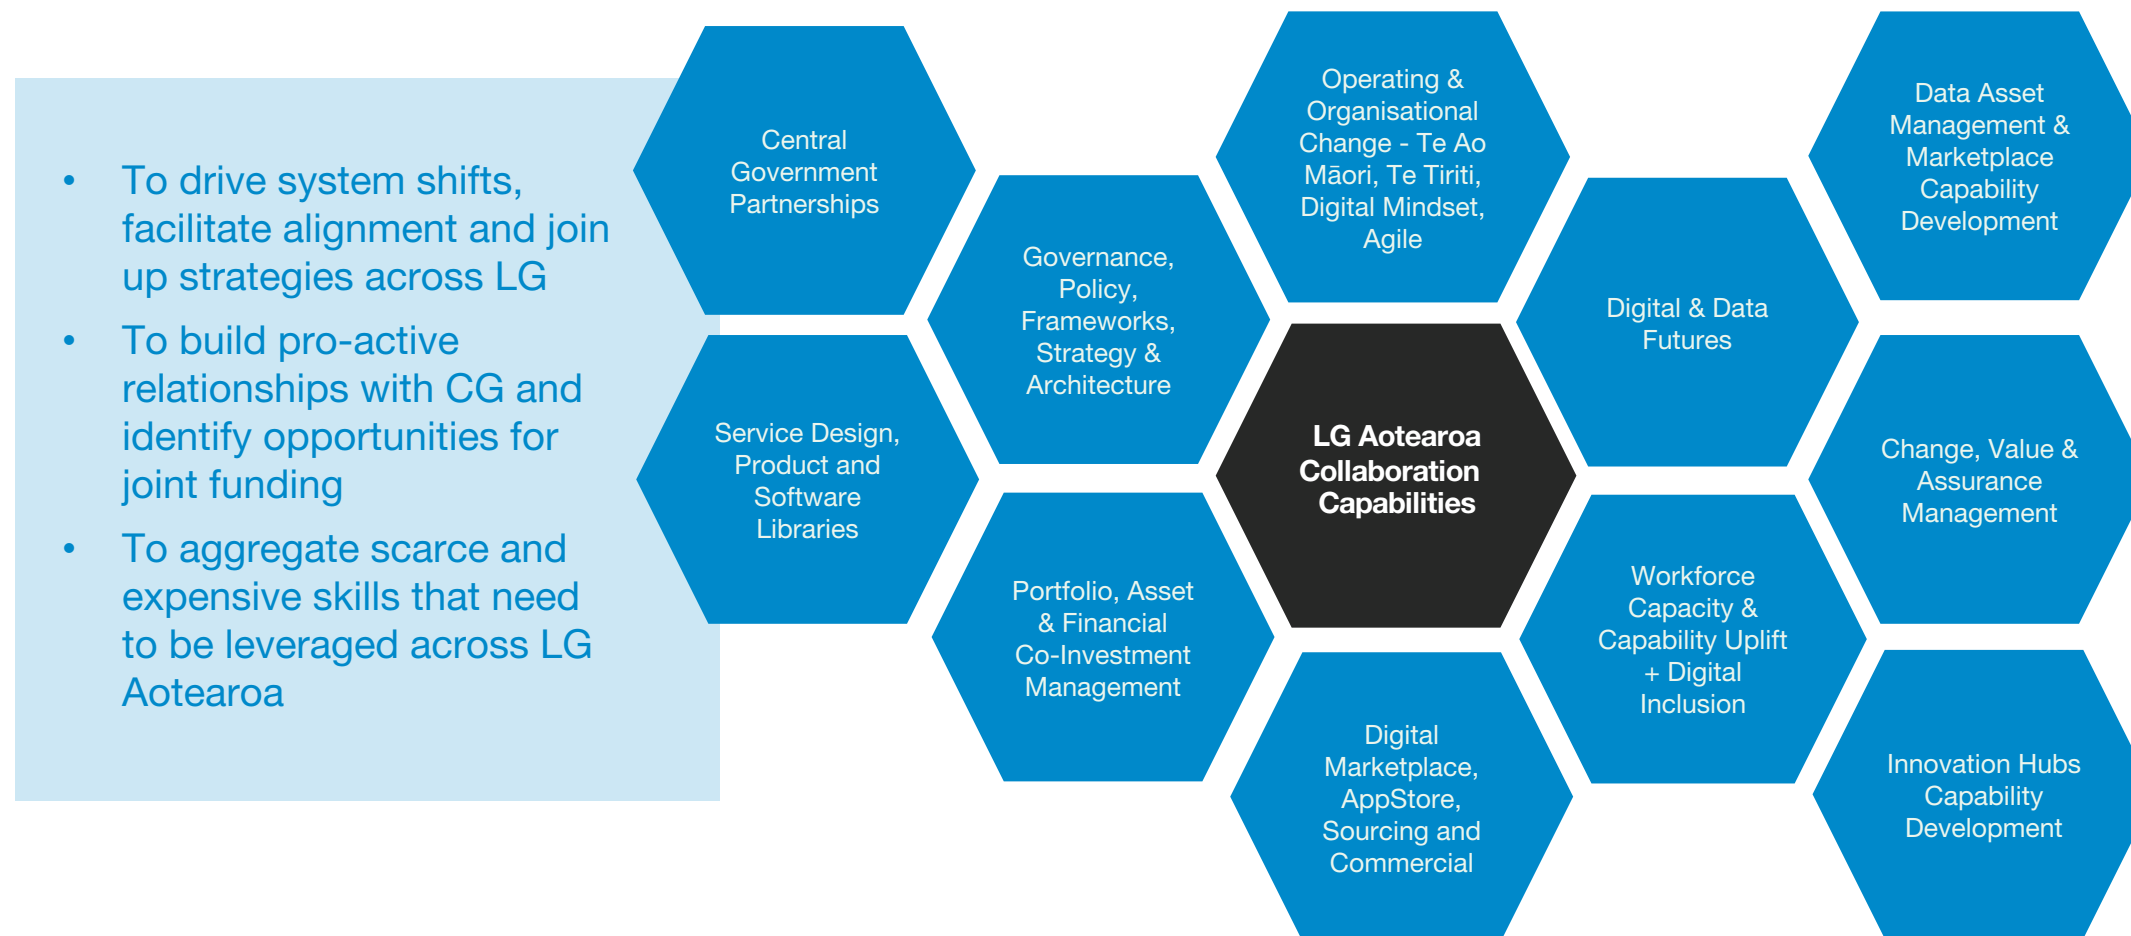 • To drive system shifts,
facilitate alignment and join
up strategies across LG
• To build pro-active
relationships with CG and
identify opportunities for
joint funding
• To aggregate scarce and
expensive skills that need
to be leveraged across LG
Aotearoa
Central
Government
Partnerships
Service Design,
Product and
Software
Libraries
Governance,
Policy,
Frameworks,
Strategy &
Architecture
Portfolio, Asset
& Financial
Co-Investment
Management
Operating &
Organisational
Change - Te Ao
Māori, Te Tiriti,
Digital Mindset,
Agile
LG Aotearoa
Collaboration
Capabilities
Digital
Marketplace,
AppStore,
Sourcing and
Commercial
Digital & Data
Futures
Workforce
Capacity &
Capability Uplift
+ Digital
Inclusion
Data Asset
Management &
Marketplace
Capability
Development
Change, Value &
Assurance
Management
Innovation Hubs
Capability
Development